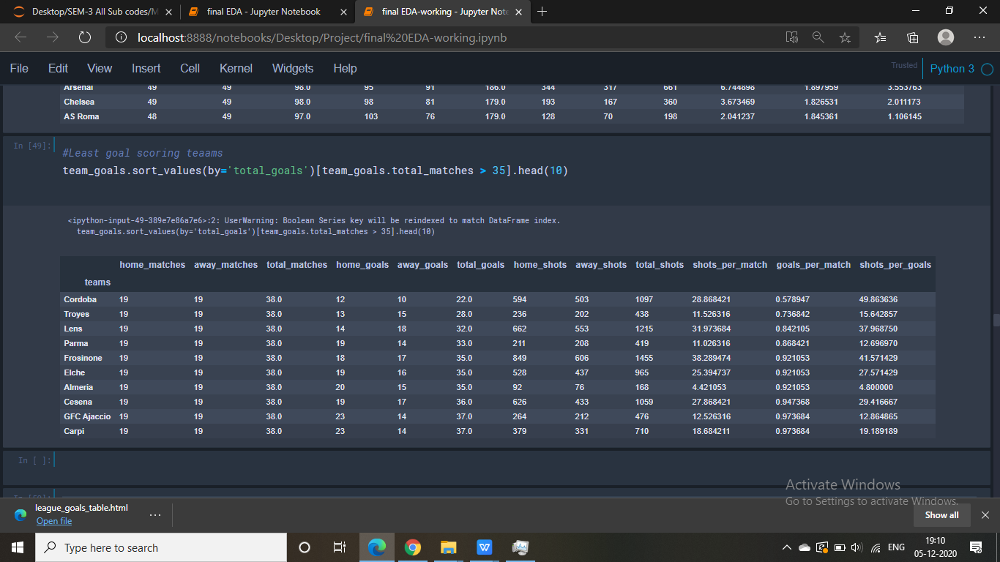 Desktop/SEM-3 All Sub codes/M
final EDA - Jupyter Notebook
final EDA-working - Jupyter Note
localhost:8888/notebooks/Desktop/Project/final%20EDA-working.ipynb
File Edit View Insert Cell Kernel Widgets Help Trusted Python 3
Arsenal 49 49 98.0 95 91 186.0 344 317 661 6.744898 1.897959 3.553763
Chelsea 49 49 98.0 98 81 179.0 193 167 360 3.673469 1.826531 2.011173
AS Roma 48 49 97.0 103 76 179.0 128 70 198 2.041237 1.845361 1.106145
In [49]:
#Least goal scoring teaams
team_goals.sort_values(by='total_goals')[team_goals.total_matches > 35].head(10)
<ipython-input-49-389e7e86a7e6>:2: UserWarning: Boolean Series key will be reindexed to match DataFrame index.
team_goals.sort_values(by='total_goals')[team_goals.total_matches > 35].head(10)
home_matches away_matches total_matches home_goals away_goals total_goals home_shots away_shots total_shots shots_per_match goals_per_match shots_per_goals
teams
Cordoba 19 19 38.0 12 10 22.0 594 503 1097 28.868421 0.578947 49.863636
Troyes 19 19 38.0 13 15 28.0 236 202 438 11.526316 0.736842 15.642857
Lens 19 19 38.0 14 18 32.0 662 553 1215 31.973684 0.842105 37.968750
Parma 19 19 38.0 19 14 33.0 211 208 419 11.026316 0.868421 12.696970
Frosinone 19 19 38.0 18 17 35.0 849 606 1455 38.289474 0.921053 41.571429
Elche 19 19 38.0 19 16 35.0 528 437 965 25.394737 0.921053 27.571429
Almeria 19 19 38.0 20 15 35.0 92 76 168 4.421053 0.921053 4.800000
Cesena 19 19 38.0 19 17 36.0 626 433 1059 27.868421 0.947368 29.416667
GFC Ajaccio 19 19 38.0 23 14 37.0 264 212 476 12.526316 0.973684 12.864865
Carpi 19 19 38.0 23 14 37.0 379 331 710 18.684211 0.973684 19.189189
In [ ]:
Activate Windows
Go to Settings to activate Windows.
league_goals_table.html
Open file
Show all
Type here to search
ENG
19:10
05-12-2020